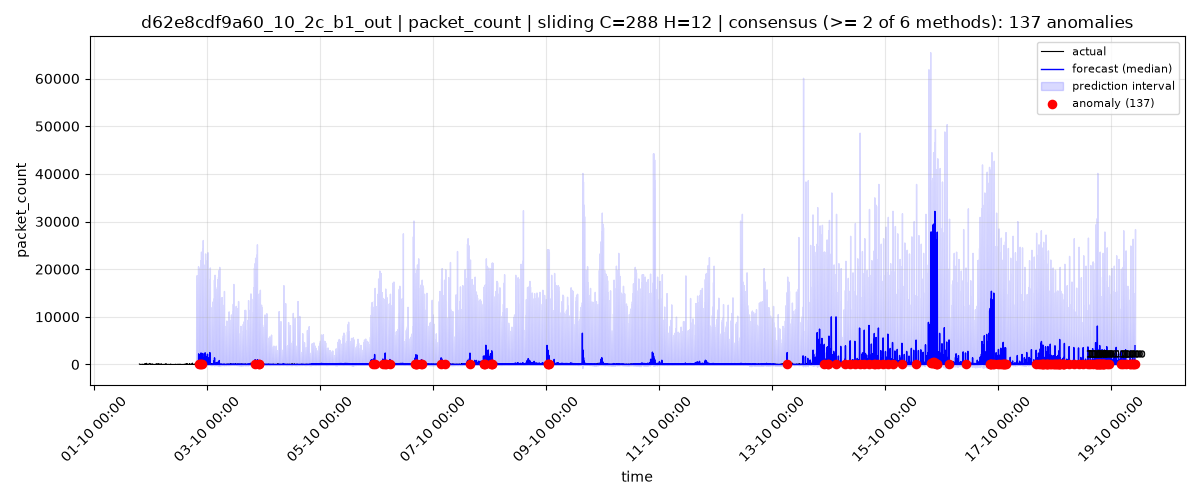 d62e8cdf9a60_10_2c_b1_out | packet_count | sliding C=288 H=12 | consensus (>= 2 of 6 methods): 137 anomalies
actual
forecast (median)
prediction interval
anomaly (137)
packet_count
60000
50000
40000
30000
20000
10000
0
01-10 00:00
03-10 00:00
05-10 00:00
07-10 00:00
09-10 00:00
11-10 00:00
13-10 00:00
15-10 00:00
17-10 00:00
19-10 00:00
time